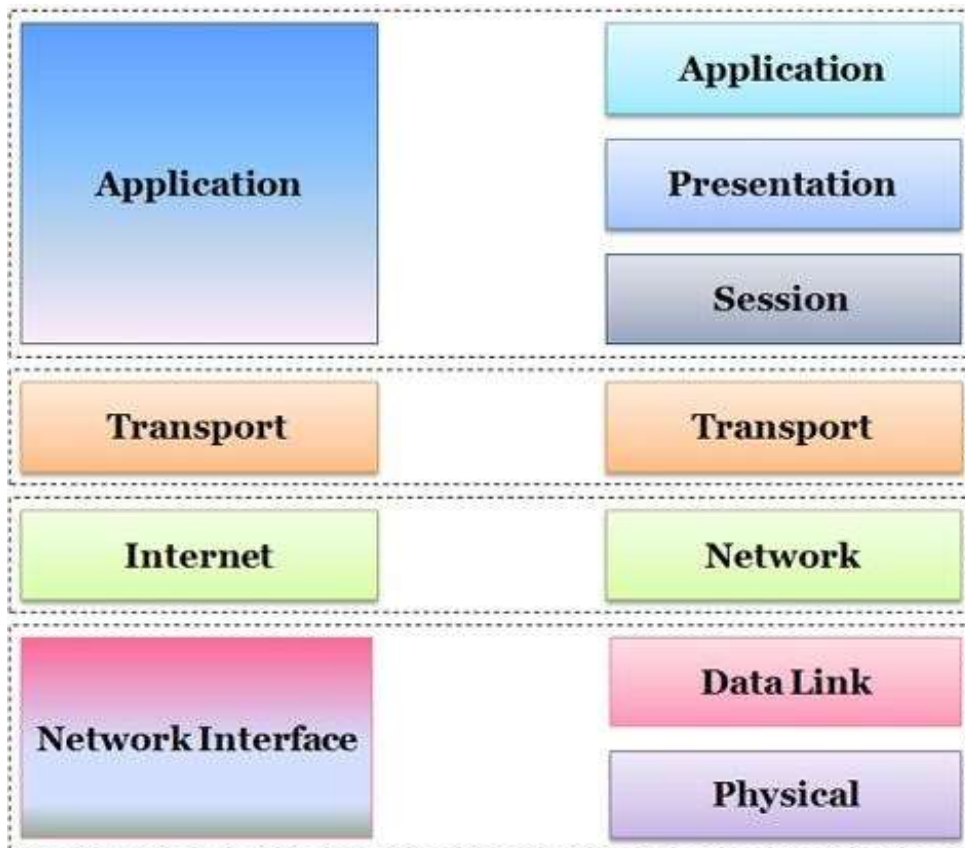 Application
Application
Presentation
Session
Transport
Transport
Internet
Network
Network Interface
Data Link
Physical